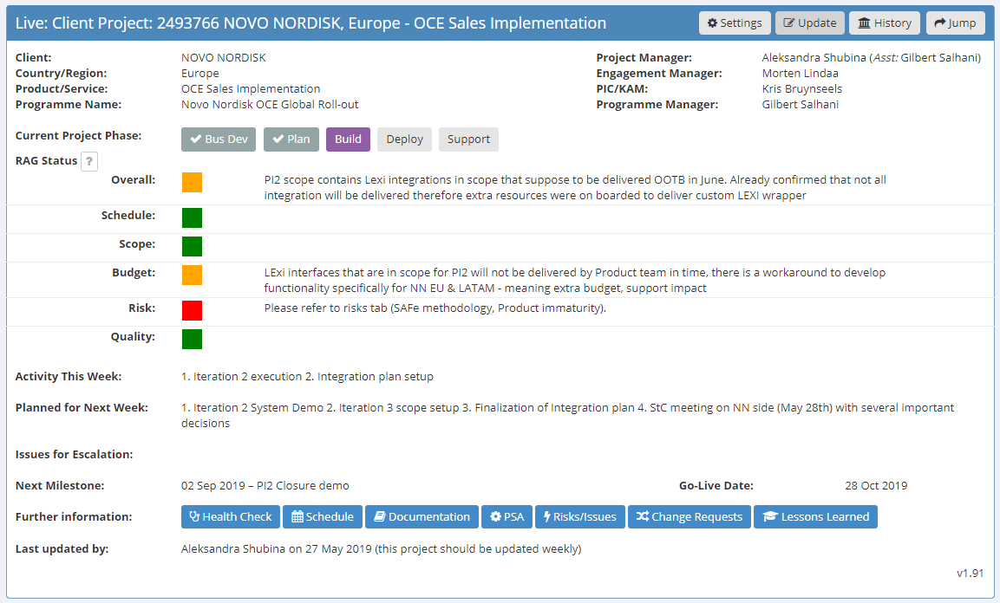 Live: Client Project: 2493766 NOVO NORDISK, Europe - OCE Sales Implementation
Settings
Update
History
Jump
Client: NOVO NORDISK
Project Manager: Aleksandra Shubina (Asst: Gilbert Salhani)
Country/Region: Europe
Engagement Manager: Morten Lindaa
Product/Service: OCE Sales Implementation
PIC/KAM: Kris Bruynseels
Programme Name: Novo Nordisk OCE Global Roll-out
Programme Manager: Gilbert Salhani
Current Project Phase: Bus Dev Plan Build Deploy Support
RAG Status ?
Overall: PI2 scope contains Lexi integrations in scope that suppose to be delivered OOTB in June. Already confirmed that not all
integration will be delivered therefore extra resources were on boarded to deliver custom LEXI wrapper
Schedule:
Scope:
Budget: LExi interfaces that are in scope for PI2 will not be delivered by Product team in time, there is a workaround to develop
functionality specifically for NN EU & LATAM - meaning extra budget, support impact
Risk: Please refer to risks tab (SAFe methodology, Product immaturity).
Quality:
Activity This Week: 1. Iteration 2 execution 2. Integration plan setup
Planned for Next Week: 1. Iteration 2 System Demo 2. Iteration 3 scope setup 3. Finalization of Integration plan 4. StC meeting on NN side (May 28th) with several important
decisions
Issues for Escalation:
Next Milestone: 02 Sep 2019 – PI2 Closure demo
Go-Live Date: 28 Oct 2019
Further information: Health Check Schedule Documentation PSA Risks/Issues Change Requests Lessons Learned
Last updated by: Aleksandra Shubina on 27 May 2019 (this project should be updated weekly)
v1.91